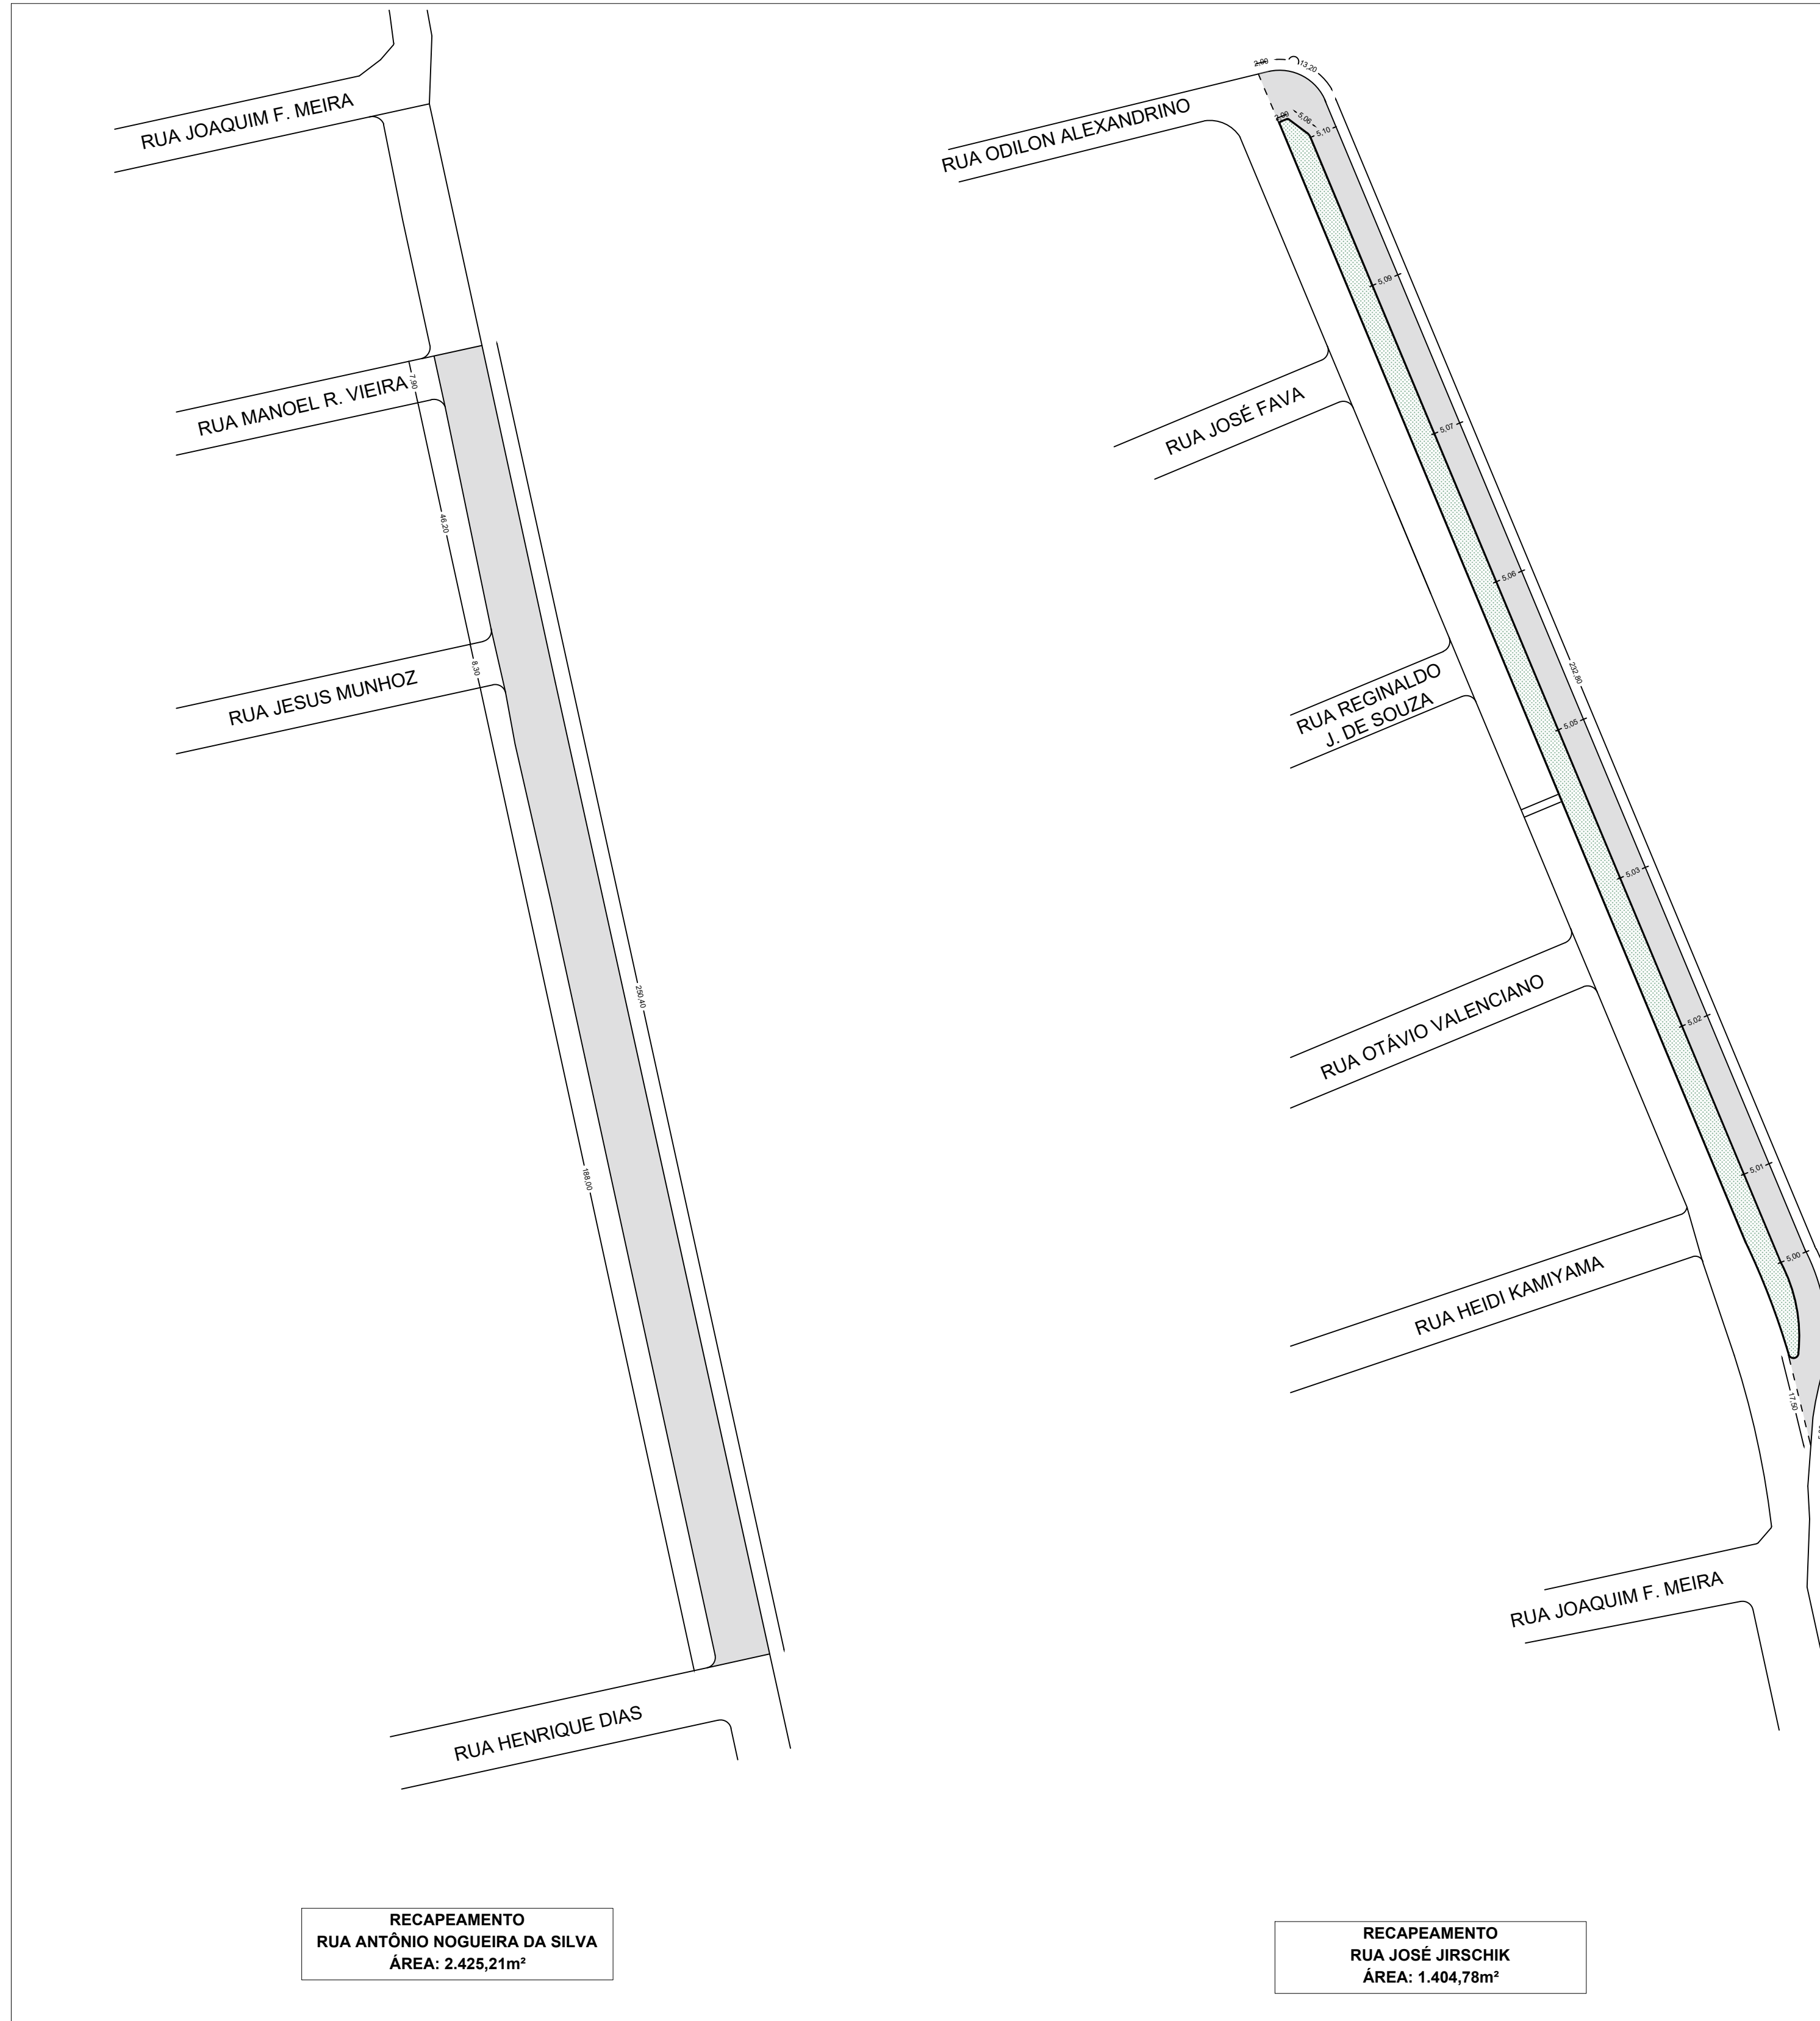 RUA JOAQUIM F. MEIRA
RUA MANOEL R. VIEIRA
7,90
46,20
RUA JESUS MUNHOZ
8,30
250,40
188,00
RUA HENRIQUE DIAS
RECAPEAMENTO
RUA ANTÔNIO NOGUEIRA DA SILVA
ÁREA: 2.425,21m²
2,90
13,20
RUA ODILON ALEXANDRINO
5,06
5,10
5,09
RUA JOSÉ FAVA
5,07
5,06
RUA REGINALDO
J. DE SOUZA
232,80
5,05
5,03
RUA OTÁVIO VALENCIANO
5,02
5,01
5,00
RUA HEIDI KAMIYAMA
17,50
RUA JOAQUIM F. MEIRA
RECAPEAMENTO
RUA JOSÉ JIRSCHIK
ÁREA: 1.404,78m²